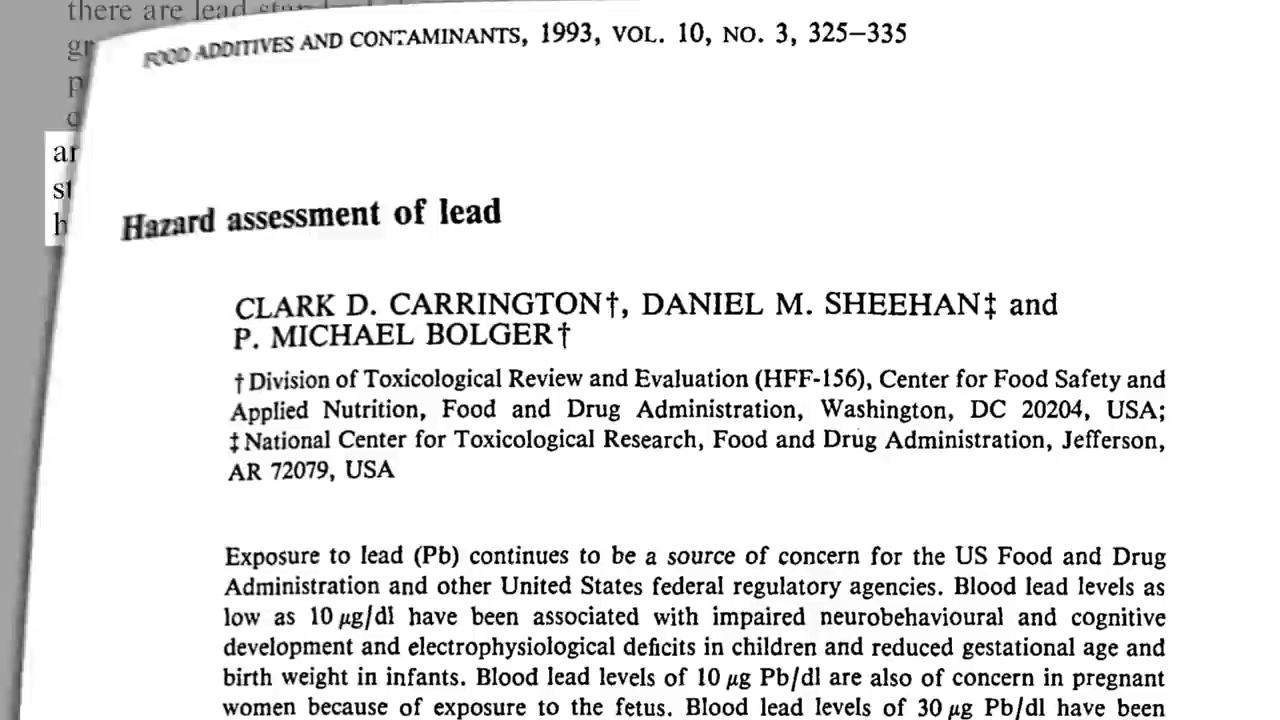 there are lead
FOOD ADDITIVES AND CONTAMINANTS, 1993, VOL. 10, NO. 3, 325–335
Hazard assessment of lead
CLARK D. CARRINGTON†, DANIEL M. SHEEHAN‡ and
P. MICHAEL BOLGER†
† Division of Toxicological Review and Evaluation (HFF-156), Center for Food Safety and
Applied Nutrition, Food and Drug Administration, Washington, DC 20204, USA;
‡ National Center for Toxicological Research, Food and Drug Administration, Jefferson,
AR 72079, USA
Exposure to lead (Pb) continues to be a source of concern for the US Food and Drug
Administration and other United States federal regulatory agencies. Blood lead levels as
low as 10 µg/dl have been associated with impaired neurobehavioural and cognitive
development and electrophysiological deficits in children and reduced gestational age and
birth weight in infants. Blood lead levels of 10 µg Pb/dl are also of concern in pregnant
women because of exposure to the fetus. Blood lead levels of 30 µg Pb/dl have been